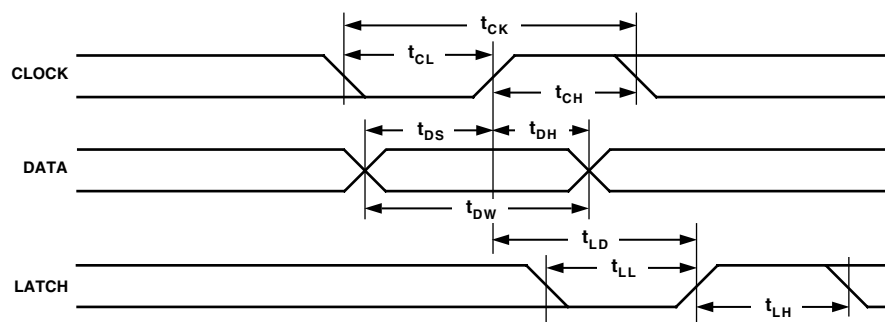 tCK
CLOCK
tCL
tCH
tDS
tDH
DATA
tDW
tLD
LATCH
tLL
tLH